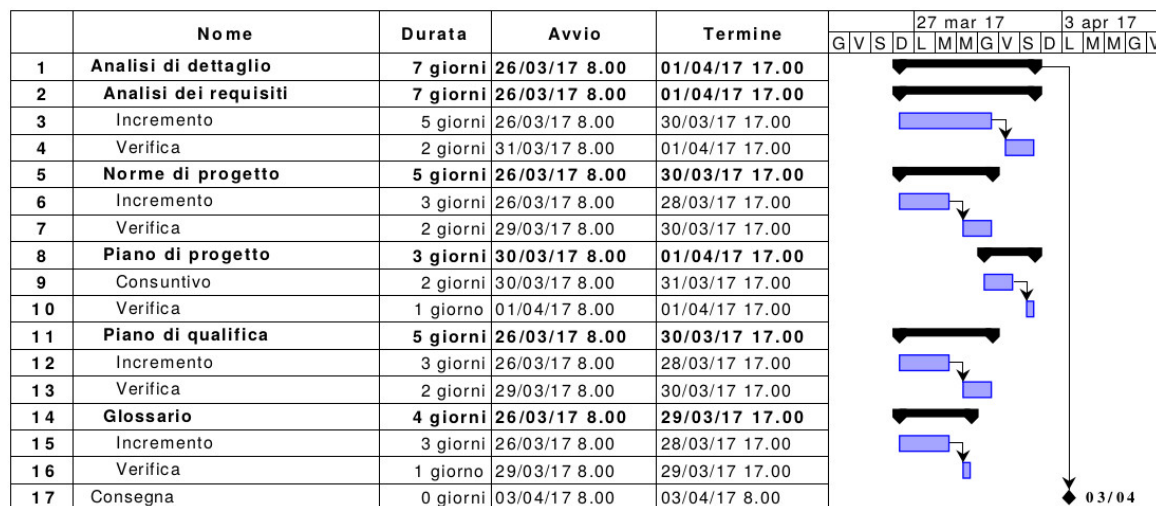 27 mar 17 3 apr 17
Nome Durata Avvio Termine
G V S D L M M G V S D L M M G V
1 Analisi di dettaglio 7 giorni 26/03/17 8.00 01/04/17 17.00
2 Analisi dei requisiti 7 giorni 26/03/17 8.00 01/04/17 17.00
3 Incremento 5 giorni 26/03/17 8.00 30/03/17 17.00
4 Verifica 2 giorni 31/03/17 8.00 01/04/17 17.00
5 Norme di progetto 5 giorni 26/03/17 8.00 30/03/17 17.00
6 Incremento 3 giorni 26/03/17 8.00 28/03/17 17.00
7 Verifica 2 giorni 29/03/17 8.00 30/03/17 17.00
8 Piano di progetto 3 giorni 30/03/17 8.00 01/04/17 17.00
9 Consuntivo 2 giorni 30/03/17 8.00 31/03/17 17.00
10 Verifica 1 giorno 01/04/17 8.00 01/04/17 17.00
11 Piano di qualifica 5 giorni 26/03/17 8.00 30/03/17 17.00
12 Incremento 3 giorni 26/03/17 8.00 28/03/17 17.00
13 Verifica 2 giorni 29/03/17 8.00 30/03/17 17.00
14 Glossario 4 giorni 26/03/17 8.00 29/03/17 17.00
15 Incremento 3 giorni 26/03/17 8.00 28/03/17 17.00
16 Verifica 1 giorno 29/03/17 8.00 29/03/17 17.00
17 Consegna 0 giorni 03/04/17 8.00 03/04/17 8.00 03/04